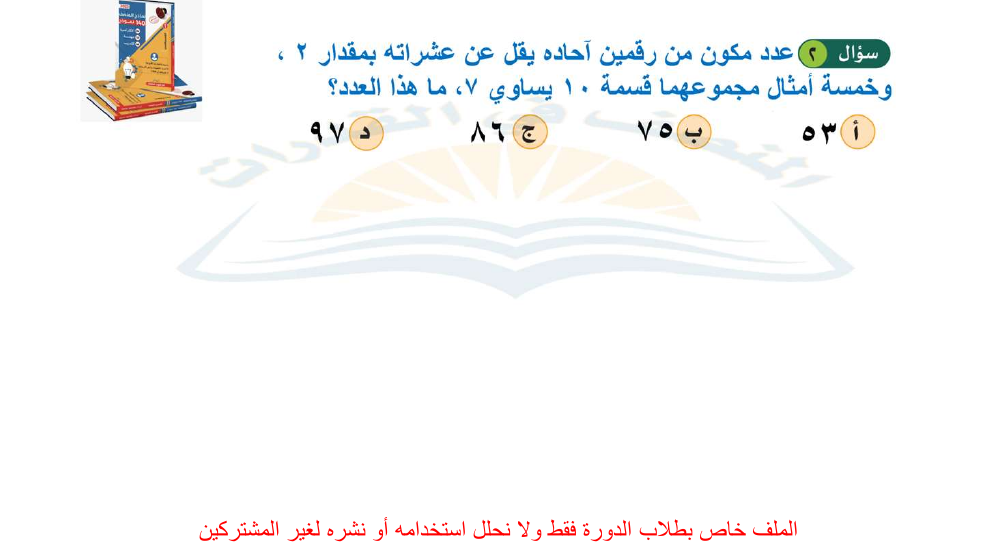 سؤال ٢ عدد مكون من رقمين آحاده يقل عن عشراته بمقدار ٢ ،
وخمسة أمثال مجموعهما قسمة ١٠ يساوي ٧، ما هذا العدد؟
أ ٥٣ ب ٧٥ ج ٨٦ د ٩٧
الملف خاص بطلاب الدورة فقط ولا نحلل استخدامه أو نشره لغير المشتركين